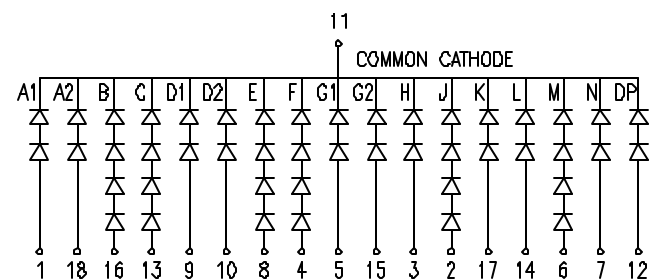 11
COMMON CATHODE
A1 A2 B C D1 D2 E F G1 G2 H J K L M N DP
1 18 16 13 9 10 8 4 5 15 3 2 17 14 6 7 12